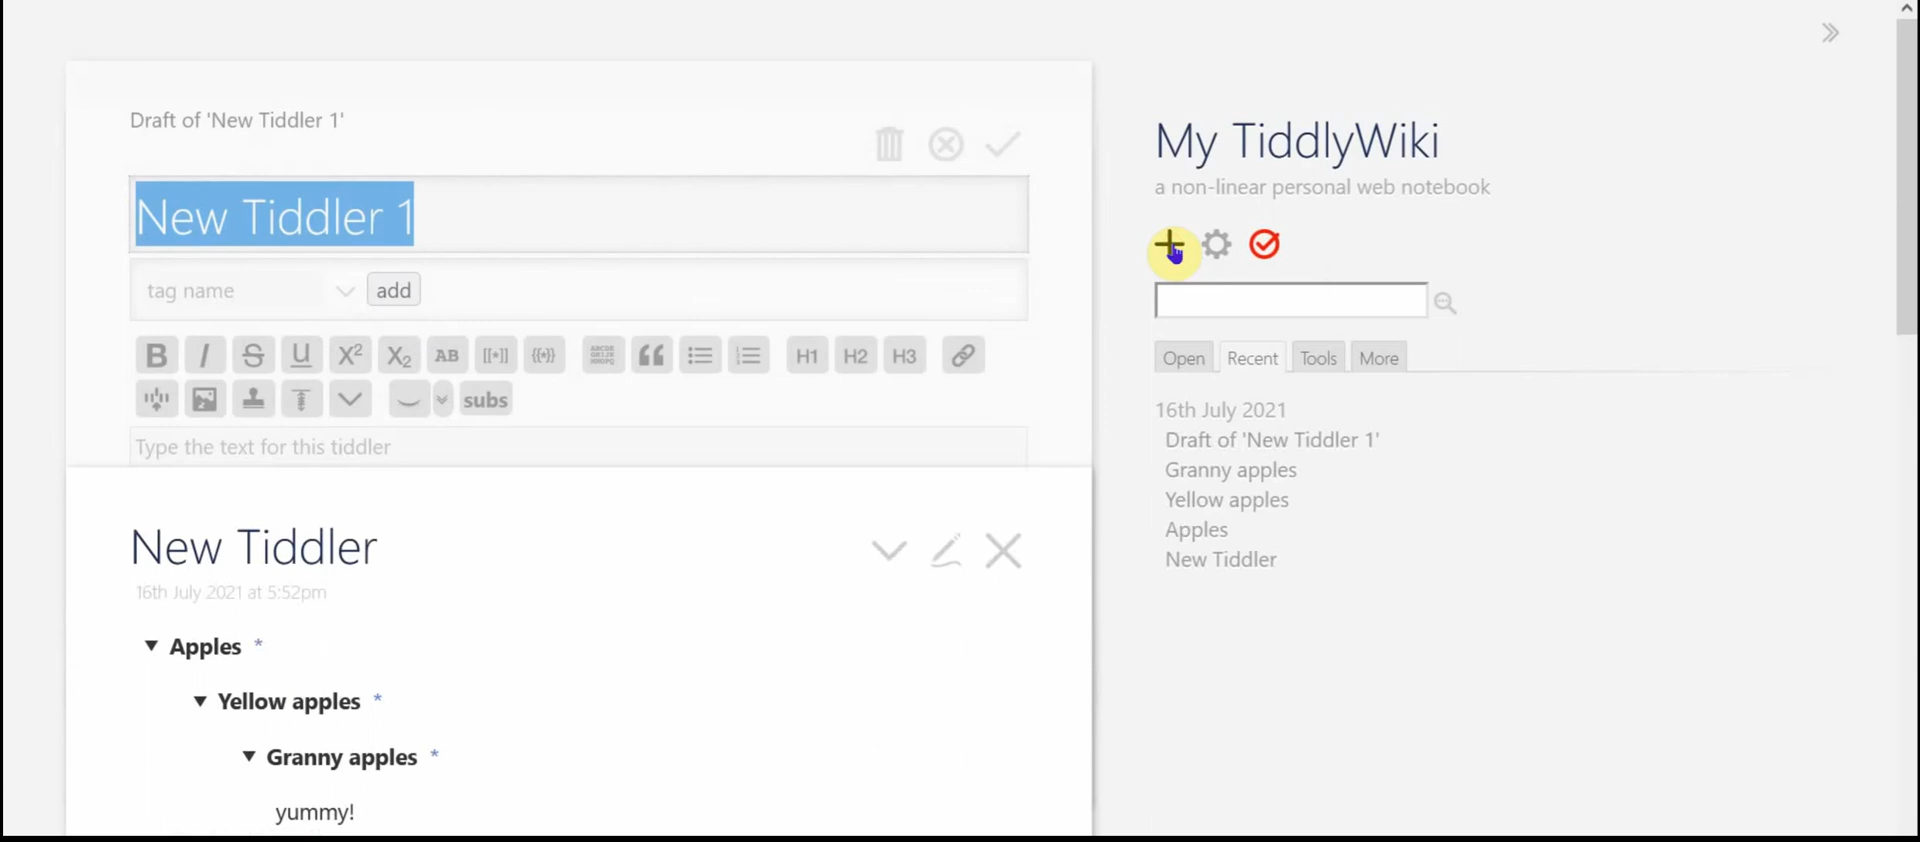 Draft of 'New Tiddler 1'
New Tiddler 1
tag name
add
B I S U X² X₂ AB [[*]] {{*}} H1 H2 H3
subs
Type the text for this tiddler
New Tiddler
16th July 2021 at 5:52pm
Apples *
Yellow apples *
Granny apples *
yummy!
My TiddlyWiki
a non-linear personal web notebook
Open Recent Tools More
16th July 2021
Draft of 'New Tiddler 1'
Granny apples
Yellow apples
Apples
New Tiddler